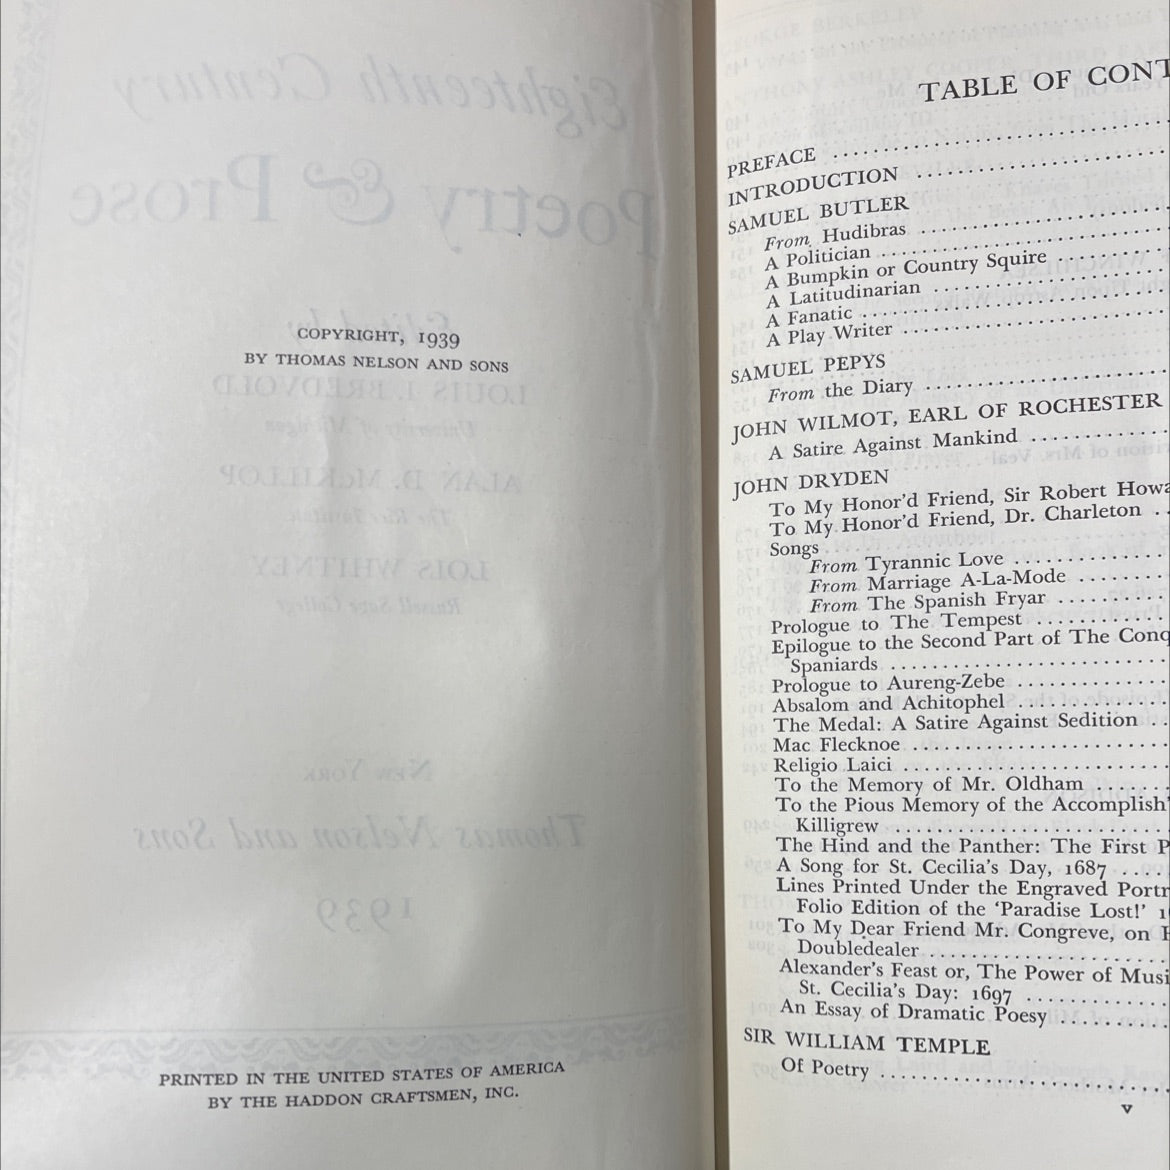 COPYRIGHT, 1939
BY THOMAS NELSON AND SONS
PRINTED IN THE UNITED STATES OF AMERICA
BY THE HADDON CRAFTSMEN, INC.
TABLE OF CONT
PREFACE
INTRODUCTION
SAMUEL BUTLER
From Hudibras
A Politician
A Bumpkin or Country Squire
A Latitudinarian
A Fanatic
A Play Writer
SAMUEL PEPYS
From the Diary
JOHN WILMOT, EARL OF ROCHESTER
A Satire Against Mankind
JOHN DRYDEN
To My Honor'd Friend, Sir Robert Howa
To My Honor'd Friend, Dr. Charleton
Songs
From Tyrannic Love
From Marriage A-La-Mode
From The Spanish Fryar
Prologue to The Tempest
Epilogue to the Second Part of The Conq
Spaniards
Prologue to Aureng-Zebe
Absalom and Achitophel
The Medal: A Satire Against Sedition
Mac Flecknoe
Religio Laici
To the Memory of Mr. Oldham
To the Pious Memory of the Accomplish'
Killigrew
The Hind and the Panther: The First P
A Song for St. Cecilia's Day, 1687
Lines Printed Under the Engraved Portr
Folio Edition of the 'Paradise Lost!' 1
To My Dear Friend Mr. Congreve, on H
Doubledealer
Alexander's Feast or, The Power of Musi
St. Cecilia's Day: 1697
An Essay of Dramatic Poesy
SIR WILLIAM TEMPLE
Of Poetry
v